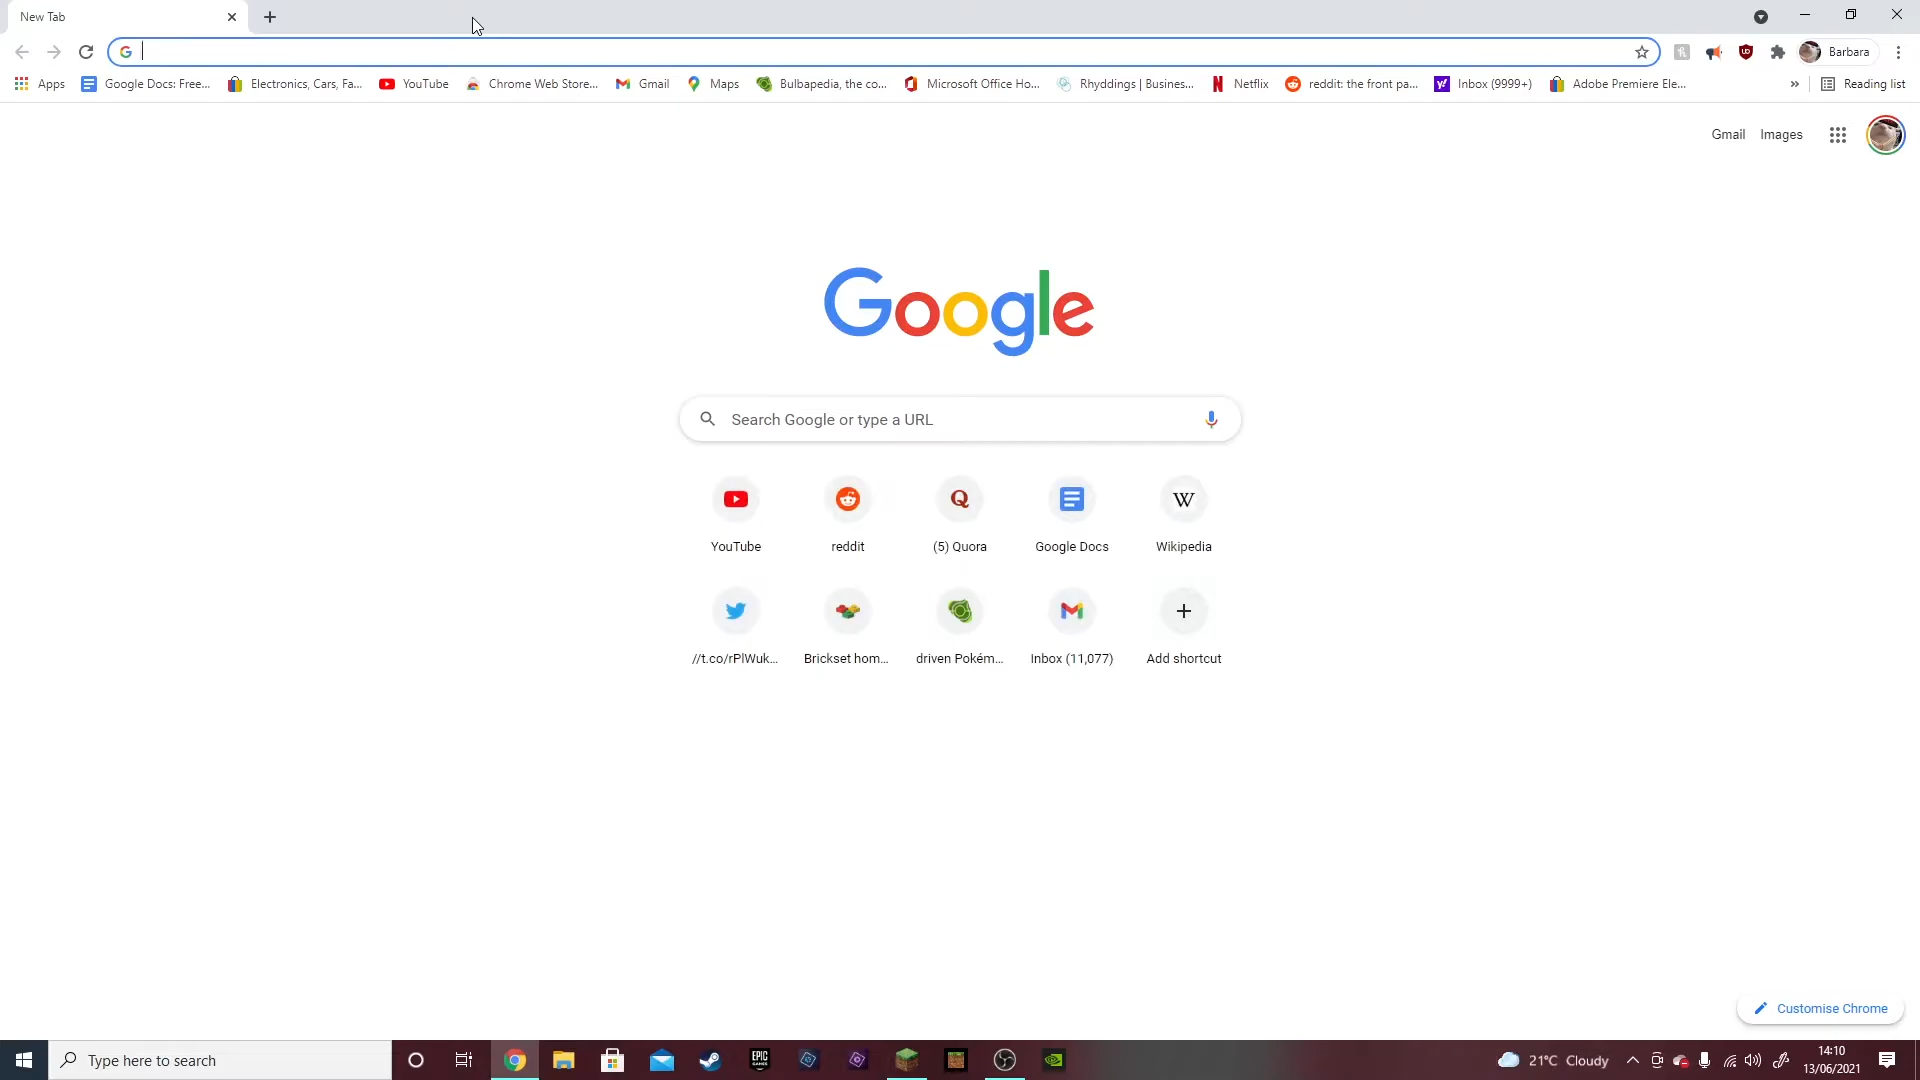 New Tab
Barbara
Apps
Google Docs: Free...
Electronics, Cars, Fa...
YouTube
Chrome Web Store...
Gmail
Maps
Bulbapedia, the co...
Microsoft Office Ho...
Rhyddings | Busines...
Netflix
reddit: the front pa...
Inbox (9999+)
Adobe Premiere Ele...
»
Reading list
Gmail
Images
Google
Search Google or type a URL
YouTube
reddit
(5) Quora
Google Docs
Wikipedia
//t.co/rPlWuk...
Brickset hom...
driven Pokém...
Inbox (11,077)
Add shortcut
Customise Chrome
Type here to search
EPIC GAMES
21°C Cloudy
14:10
13/06/2021